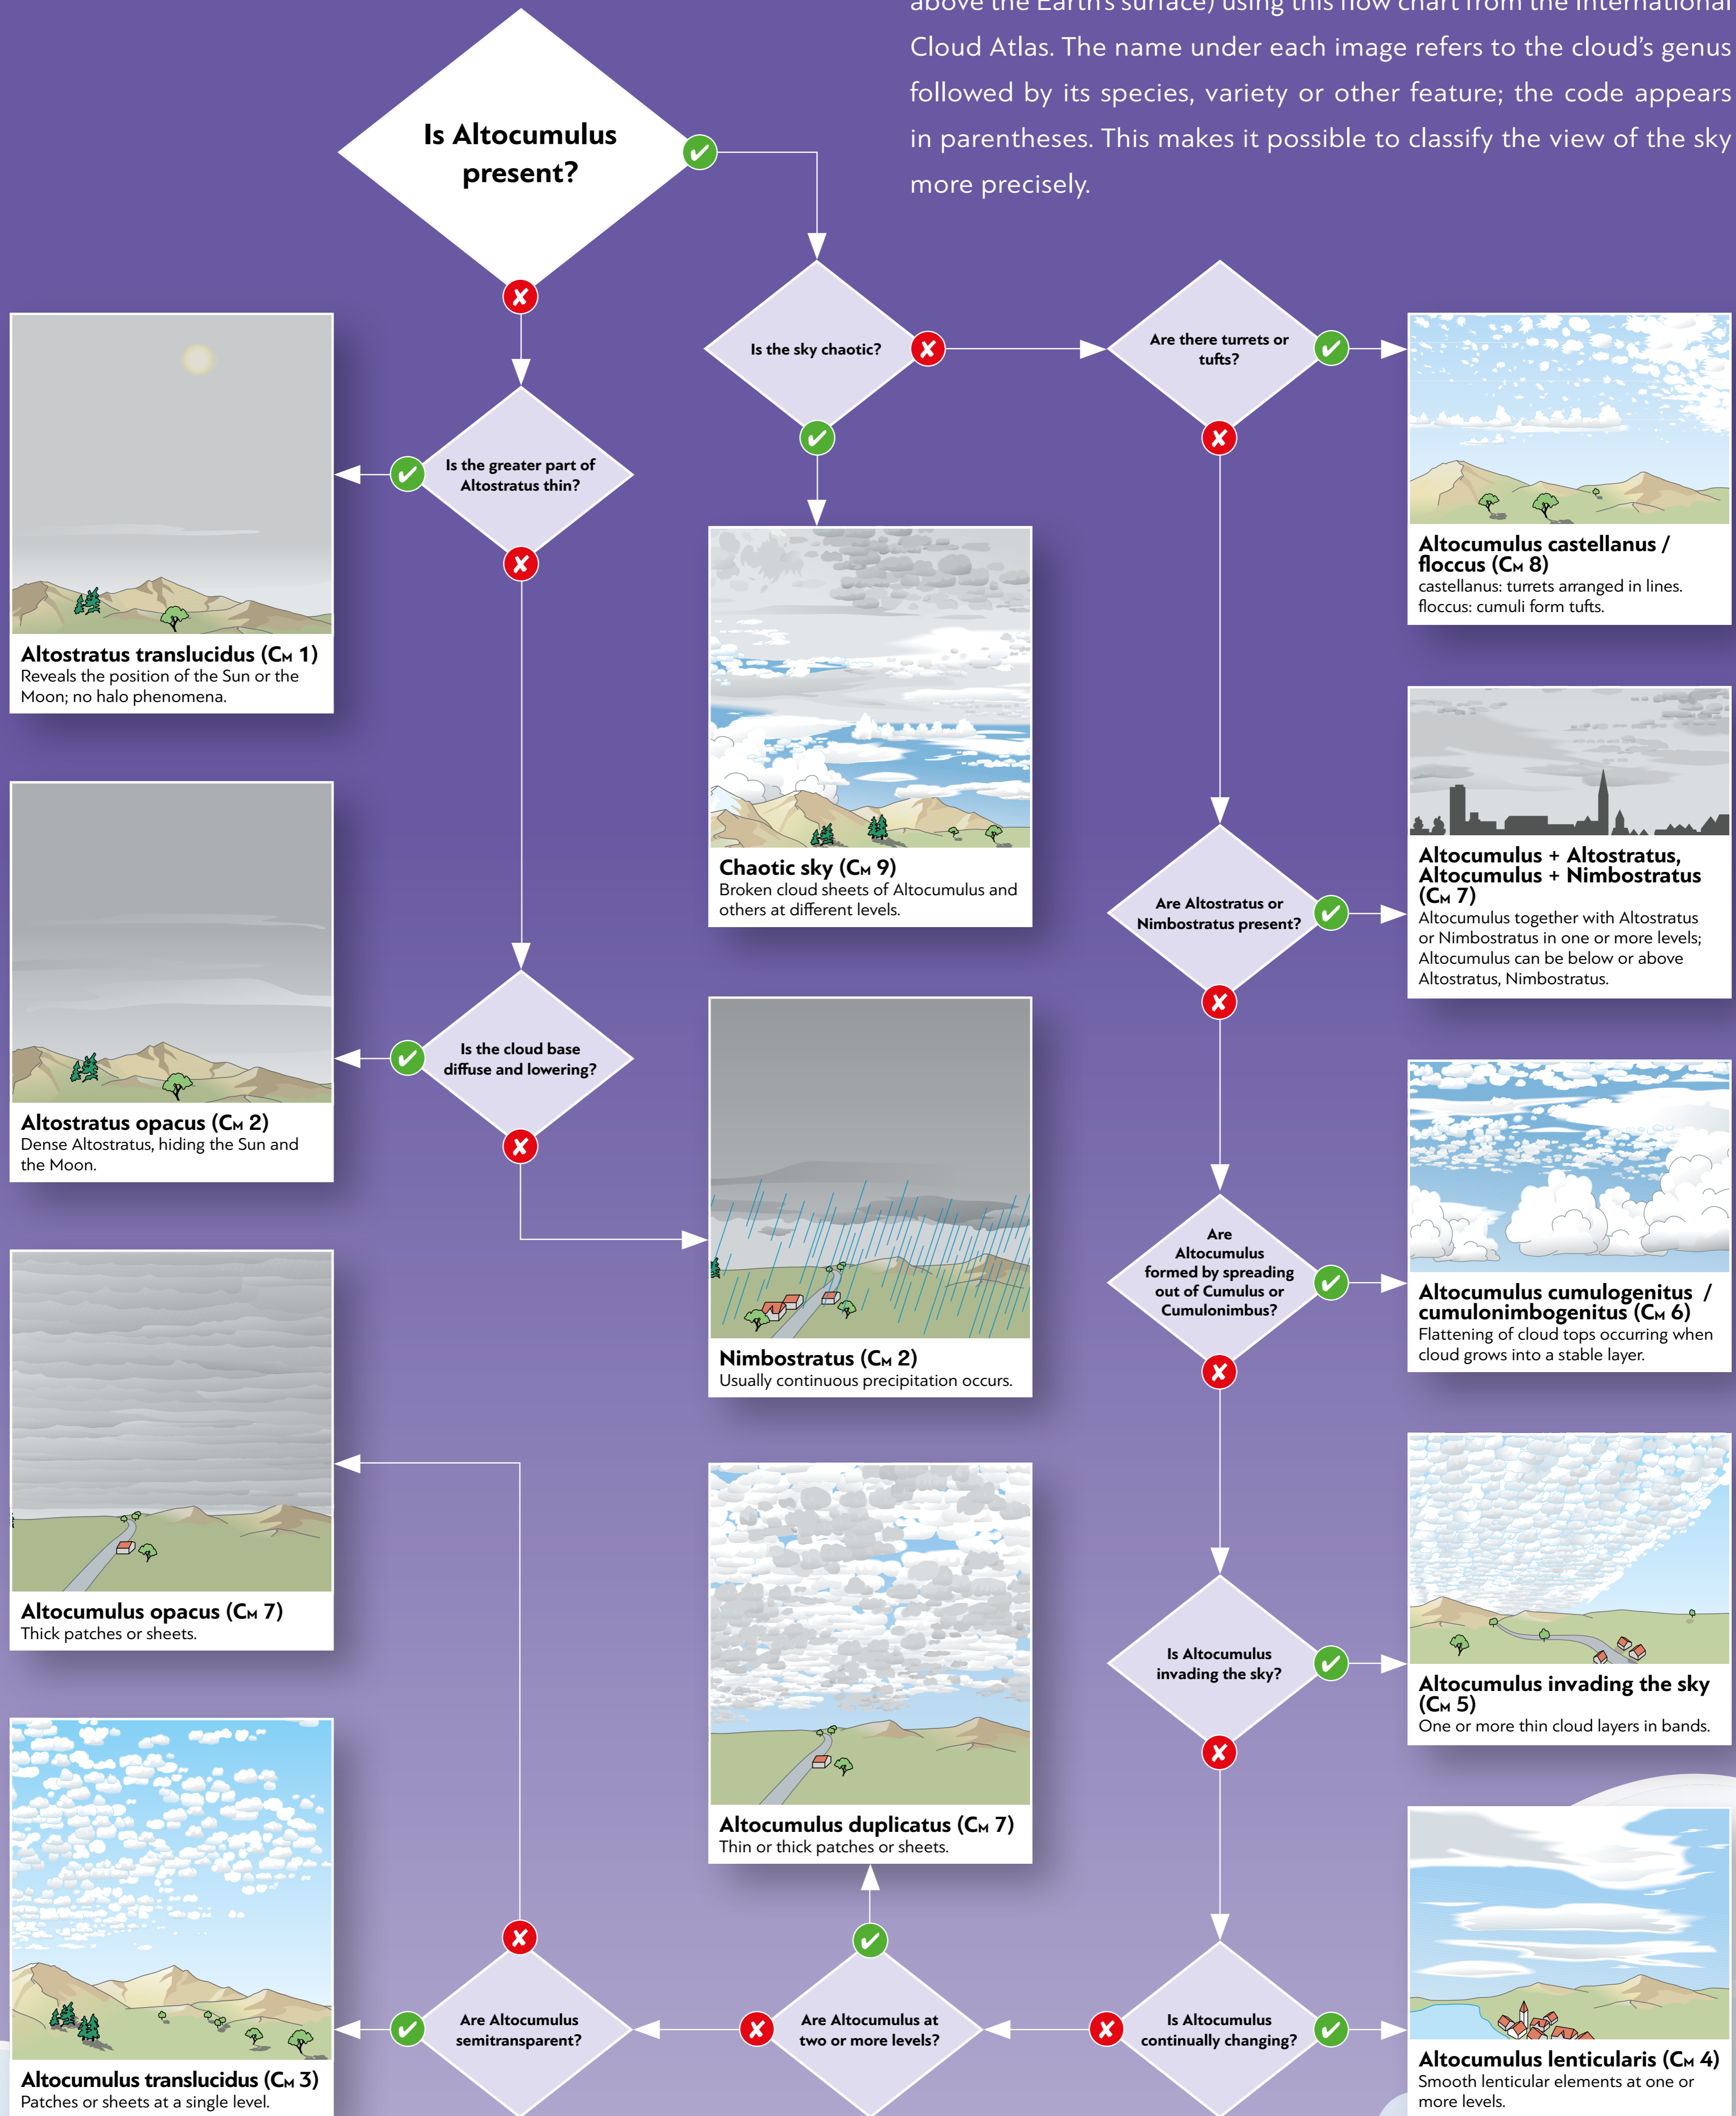 above the Earth's surface) using this flow chart from the International
Cloud Atlas. The name under each image refers to the cloud's genus
followed by its species, variety or other feature; the code appears
in parentheses. This makes it possible to classify the view of the sky
more precisely.
Is Altocumulus
present?
Is the sky chaotic?
Are there turrets or
tufts?
Altocumulus castellanus /
floccus (CM 8)
castellanus: turrets arranged in lines.
floccus: cumuli form tufts.
Is the greater part of
Altostratus thin?
Altostratus translucidus (CM 1)
Reveals the position of the Sun or the
Moon; no halo phenomena.
Chaotic sky (CM 9)
Broken cloud sheets of Altocumulus and
others at different levels.
Are Altostratus or
Nimbostratus present?
Altocumulus + Altostratus,
Altocumulus + Nimbostratus
(CM 7)
Altocumulus together with Altostratus
or Nimbostratus in one or more levels;
Altocumulus can be below or above
Altostratus, Nimbostratus.
Is the cloud base
diffuse and lowering?
Altostratus opacus (CM 2)
Dense Altostratus, hiding the Sun and
the Moon.
Nimbostratus (CM 2)
Usually continuous precipitation occurs.
Are
Altocumulus
formed by spreading
out of Cumulus or
Cumulonimbus?
Altocumulus cumulogenitus /
cumulonimbogenitus (CM 6)
Flattening of cloud tops occurring when
cloud grows into a stable layer.
Altocumulus opacus (CM 7)
Thick patches or sheets.
Is Altocumulus
invading the sky?
Altocumulus invading the sky
(CM 5)
One or more thin cloud layers in bands.
Altocumulus duplicatus (CM 7)
Thin or thick patches or sheets.
Are Altocumulus
semitransparent?
Are Altocumulus at
two or more levels?
Is Altocumulus
continually changing?
Altocumulus translucidus (CM 3)
Patches or sheets at a single level.
Altocumulus lenticularis (CM 4)
Smooth lenticular elements at one or
more levels.